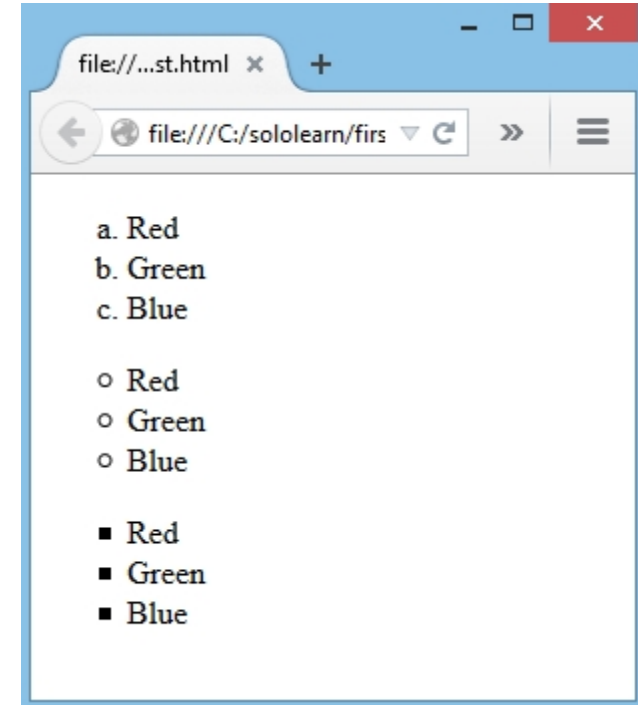 file://...st.html
file:///C:/sololearn/firs
a. Red
b. Green
c. Blue
Red
Green
Blue
Red
Green
Blue